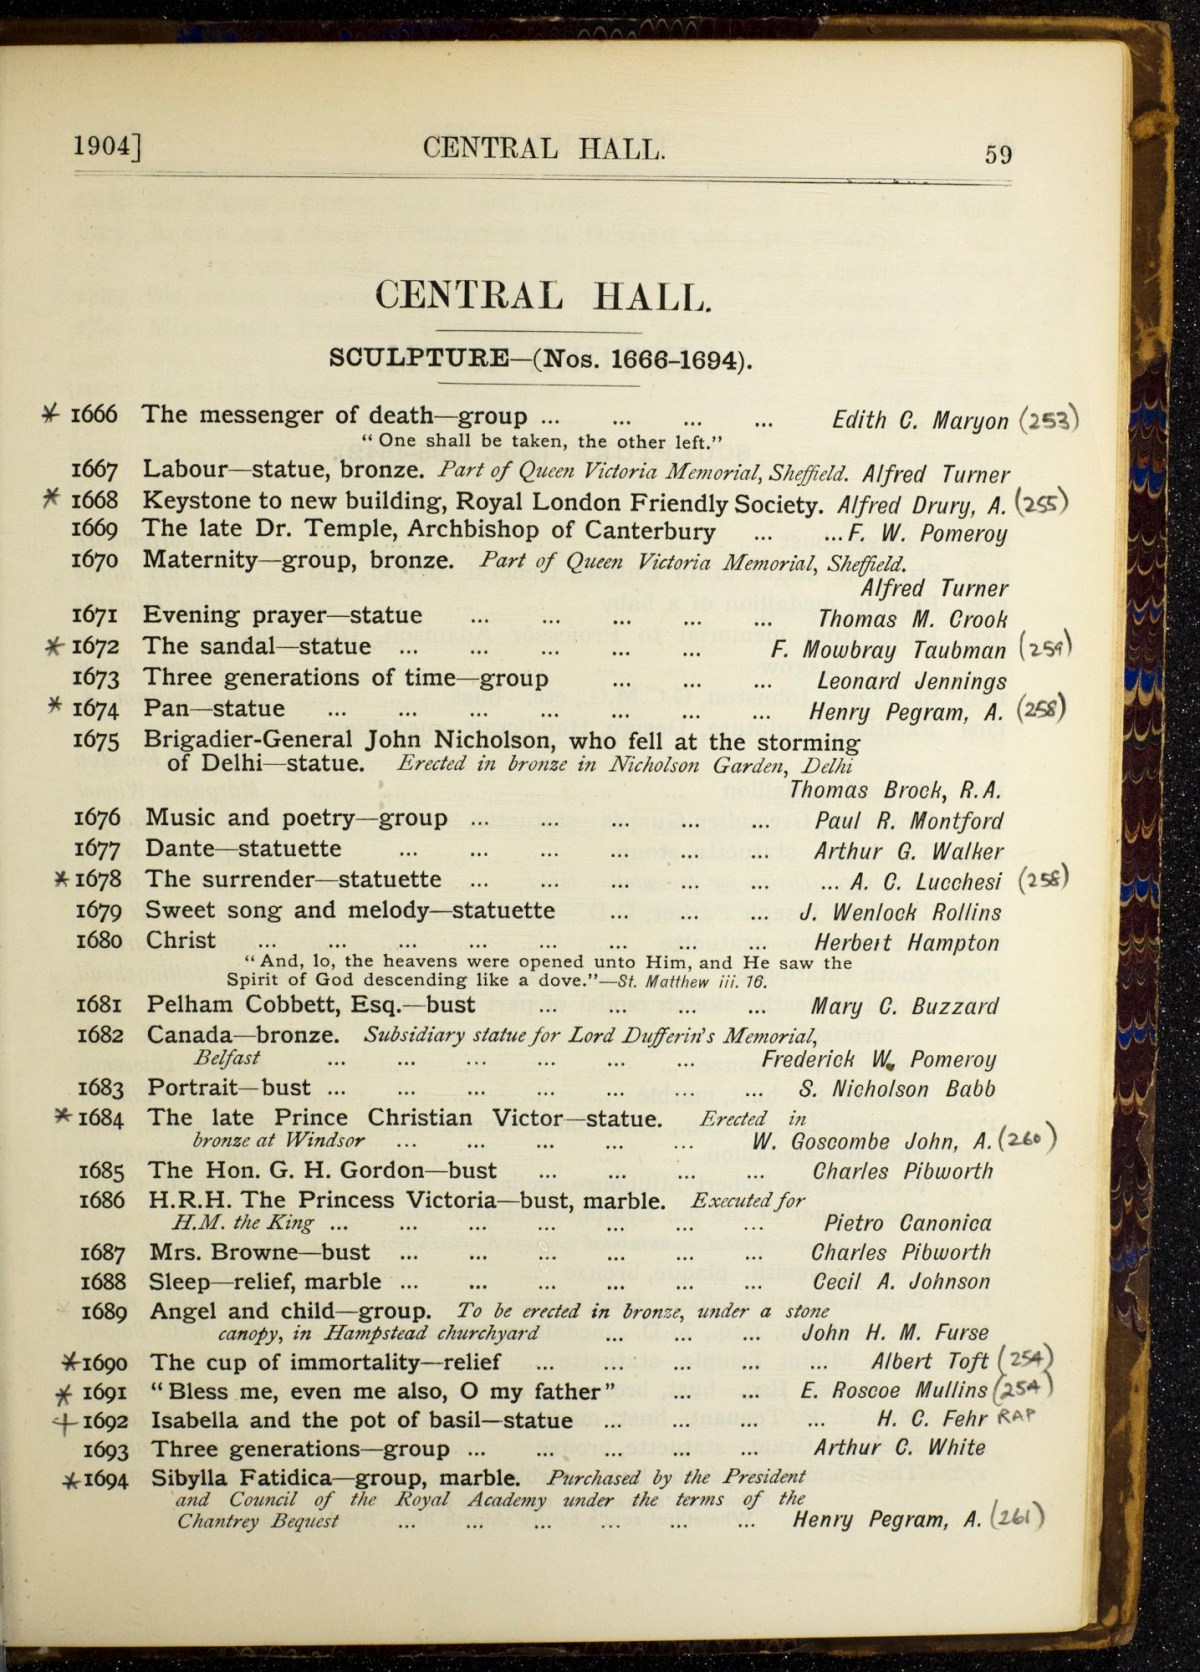 1904] CENTRAL HALL. 59
CENTRAL HALL.
SCULPTURE—(Nos. 1666-1694).
* 1666 The messenger of death—group ... ... ... ... Edith C. Maryon (253)
"One shall be taken, the other left."
1667 Labour—statue, bronze. Part of Queen Victoria Memorial, Sheffield. Alfred Turner
* 1668 Keystone to new building, Royal London Friendly Society. Alfred Drury, A. (255)
1669 The late Dr. Temple, Archbishop of Canterbury ... ... F. W. Pomeroy
1670 Maternity—group, bronze. Part of Queen Victoria Memorial, Sheffield.
Alfred Turner
1671 Evening prayer—statue ... ... ... ... ... Thomas M. Crook
* 1672 The sandal—statue ... ... ... ... ... F. Mowbray Taubman (259)
1673 Three generations of time—group ... ... ... Leonard Jennings
* 1674 Pan—statue ... ... ... ... ... ... ... Henry Pegram, A. (258)
1675 Brigadier-General John Nicholson, who fell at the storming
of Delhi—statue. Erected in bronze in Nicholson Garden, Delhi
Thomas Brock, R.A.
1676 Music and poetry—group ... ... ... ... ... Paul R. Montford
1677 Dante—statuette ... ... ... ... ... ... Arthur G. Walker
* 1678 The surrender—statuette ... ... ... ... ... ... A. C. Lucchesi (258)
1679 Sweet song and melody—statuette ... ... ... J. Wenlock Rollins
1680 Christ ... ... ... ... ... ... ... ... Herbert Hampton
"And, lo, the heavens were opened unto Him, and He saw the
Spirit of God descending like a dove."—St. Matthew iii. 16.
1681 Pelham Cobbett, Esq.—bust ... ... ... ... Mary C. Buzzard
1682 Canada—bronze. Subsidiary statue for Lord Dufferin's Memorial,
Belfast ... ... ... ... ... ... Frederick W. Pomeroy
1683 Portrait—bust ... ... ... ... ... ... ... S. Nicholson Babb
* 1684 The late Prince Christian Victor—statue. Erected in
bronze at Windsor ... ... ... ... ... W. Goscombe John, A. (260)
1685 The Hon. G. H. Gordon—bust ... ... ... ... Charles Pibworth
1686 H.R.H. The Princess Victoria—bust, marble. Executed for
H.M. the King ... ... ... ... ... ... ... Pietro Canonica
1687 Mrs. Browne—bust ... ... ... ... ... ... Charles Pibworth
1688 Sleep—relief, marble ... ... ... ... ... ... Cecil A. Johnson
1689 Angel and child—group. To be erected in bronze, under a stone
canopy, in Hampstead churchyard ... ... ... John H. M. Furse
* 1690 The cup of immortality—relief ... ... ... ... ... Albert Toft (254)
* 1691 "Bless me, even me also, O my father" ... ... E. Roscoe Mullins (254)
+ 1692 Isabella and the pot of basil—statue ... ... ... ... H. C. Fehr RAP
1693 Three generations—group ... ... ... ... ... Arthur C. White
* 1694 Sibylla Fatidica—group, marble. Purchased by the President
and Council of the Royal Academy under the terms of the
Chantrey Bequest ... ... ... ... ... ... Henry Pegram, A. (261)